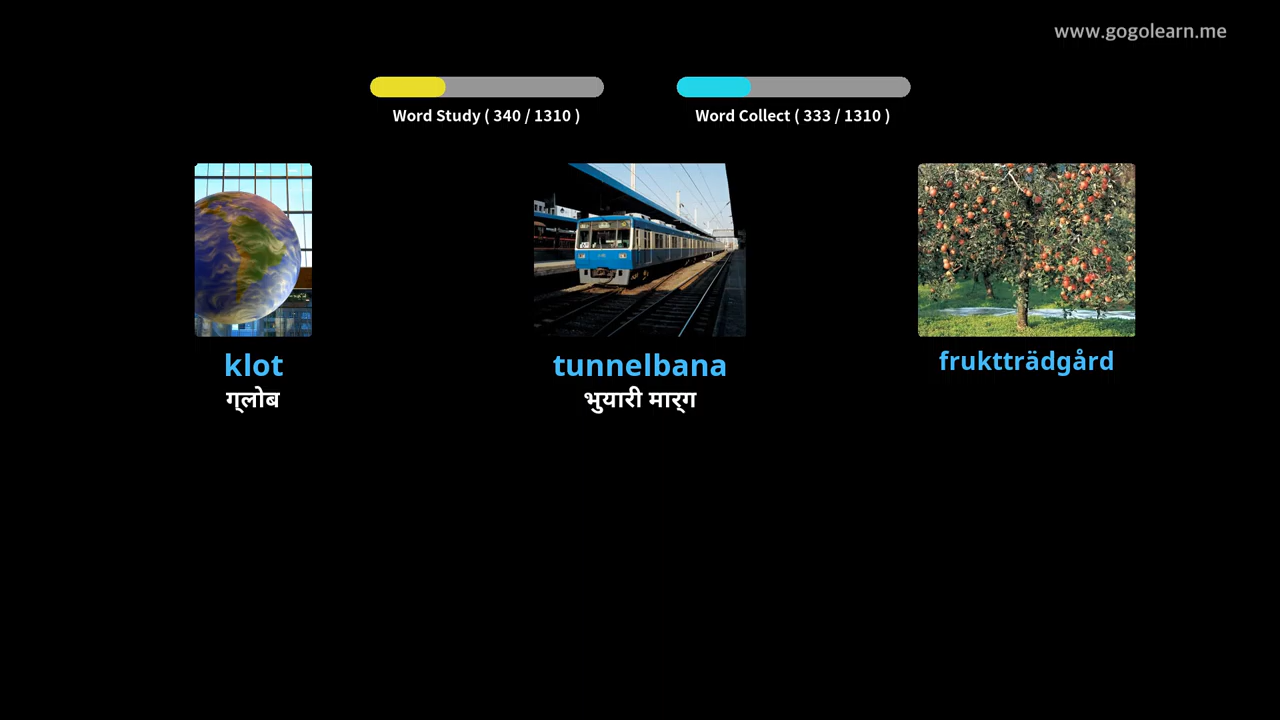 www.gogolearn.me
Word Study ( 340 / 1310 )
Word Collect ( 333 / 1310 )
klot
tunnelbana
fruktträdgård
ग्लोब
भुयारी मार्ग